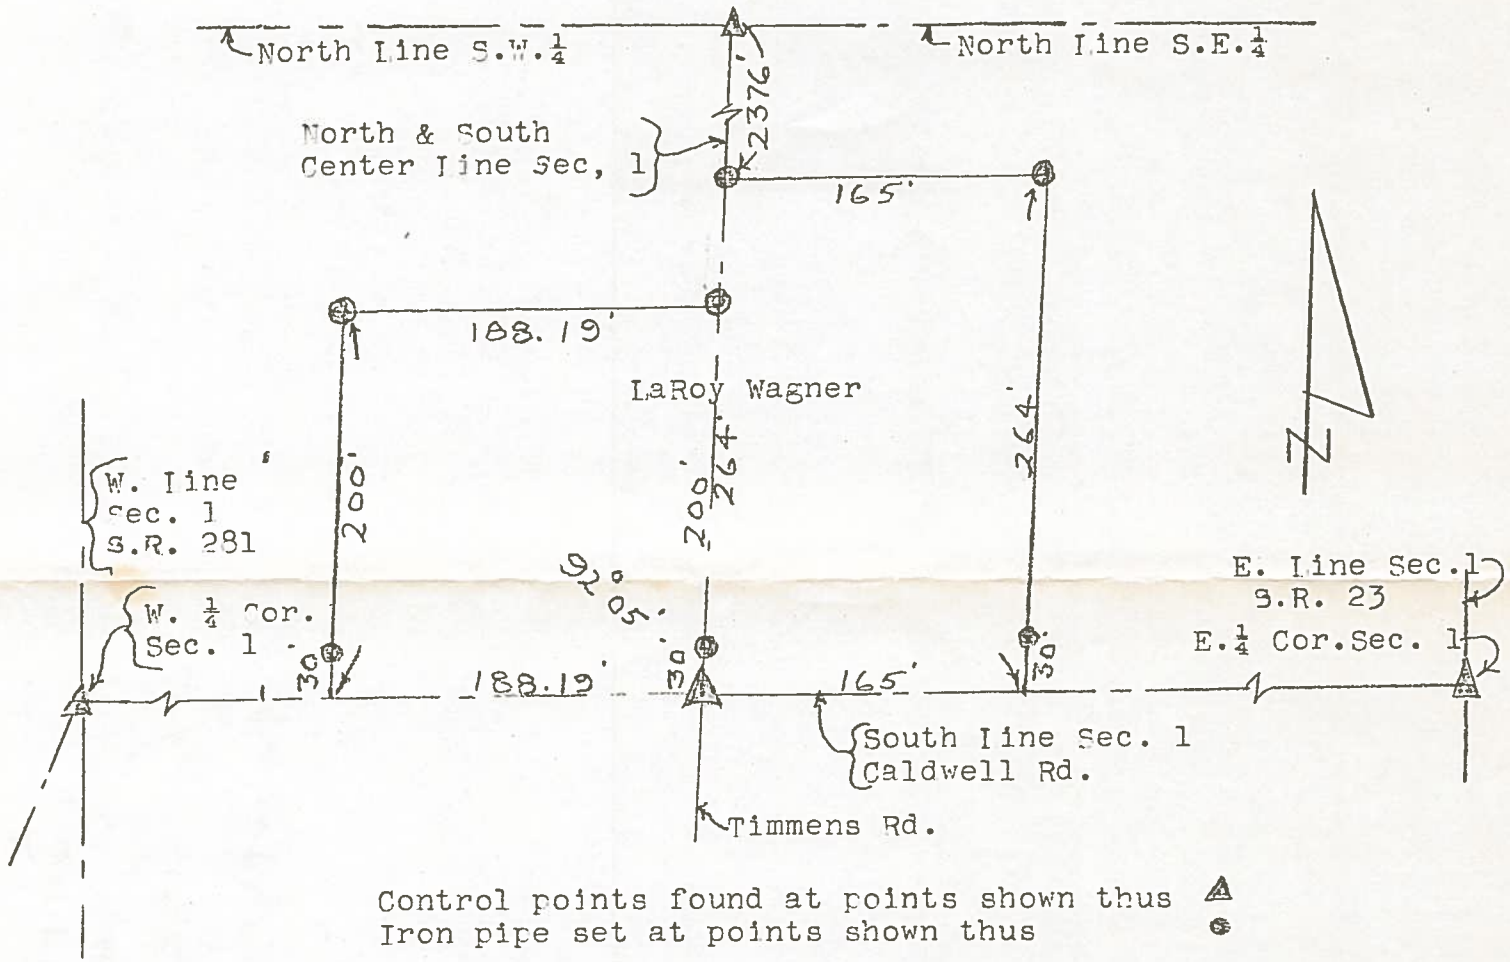 North Line S.W.¼
North Line S.E.¼
2376'
North & South
Center Line Sec, 1
165'
188.19'
LaRoy Wagner
264'
264'
200'
200'
N
W. Line
Sec. 1
S.R. 281
92° 05'
E. Line Sec.1
S.R. 23
W. ¼ Cor.
Sec. 1
E.¼ Cor.Sec. 1
30'
30'
30'
188.19'
165'
South Line Sec. 1
Caldwell Rd.
Timmens Rd.
Control points found at points shown thus
Iron pipe set at points shown thus